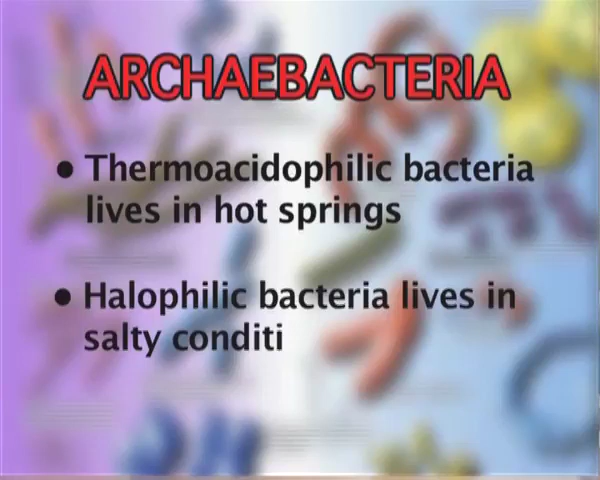 ARCHAEBACTERIA
• Thermoacidophilic bacteria
lives in hot springs
• Halophilic bacteria lives in
salty conditi